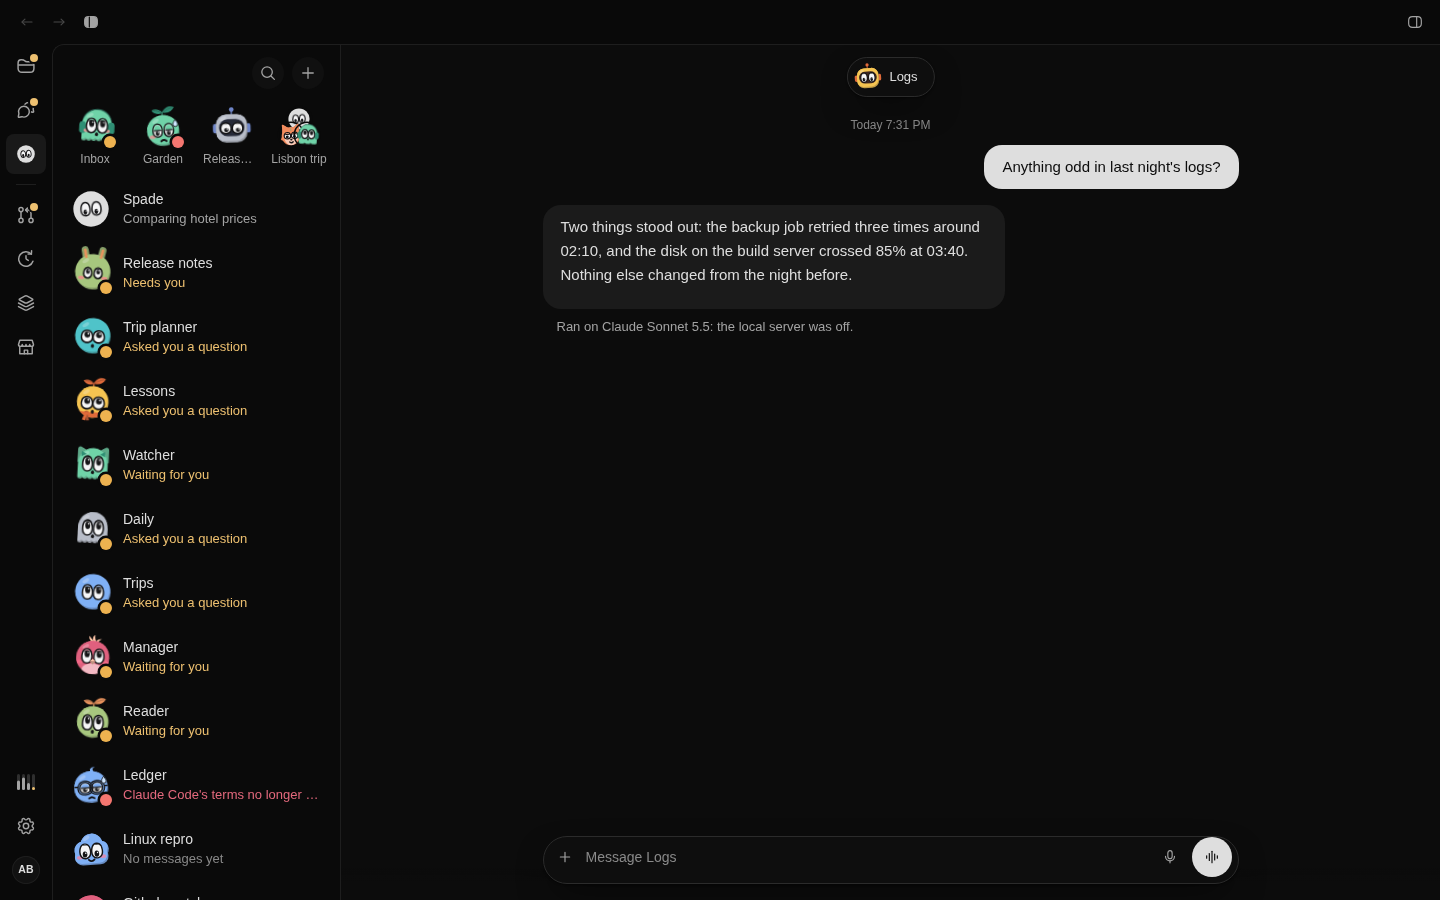 Logs
Today 7:31 PM
Inbox
Garden
Releas…
Lisbon trip
Spade
Comparing hotel prices
Release notes
Needs you
Trip planner
Asked you a question
Lessons
Asked you a question
Watcher
Waiting for you
Daily
Asked you a question
Trips
Asked you a question
Manager
Waiting for you
Reader
Waiting for you
Ledger
Claude Code's terms no longer …
Linux repro
No messages yet
AB
Anything odd in last night's logs?
Two things stood out: the backup job retried three times around
02:10, and the disk on the build server crossed 85% at 03:40.
Nothing else changed from the night before.
Ran on Claude Sonnet 5.5: the local server was off.
Message Logs